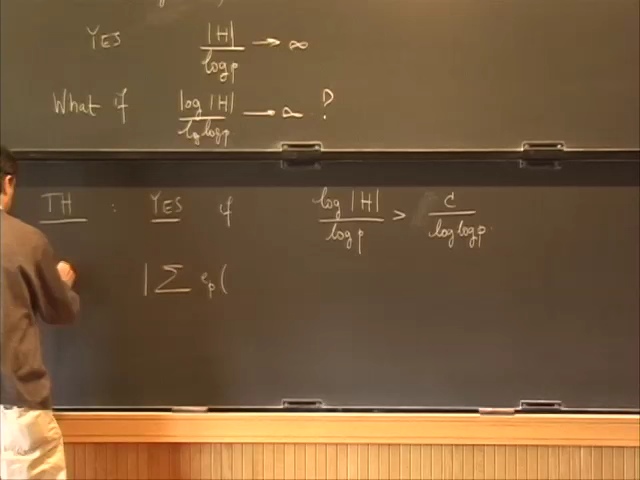 YES |H| / log p → ∞
What if log |H| / log log p → ∞ ?
TH : YES if log |H| / log p > C / log log p .
| ∑ e_p (